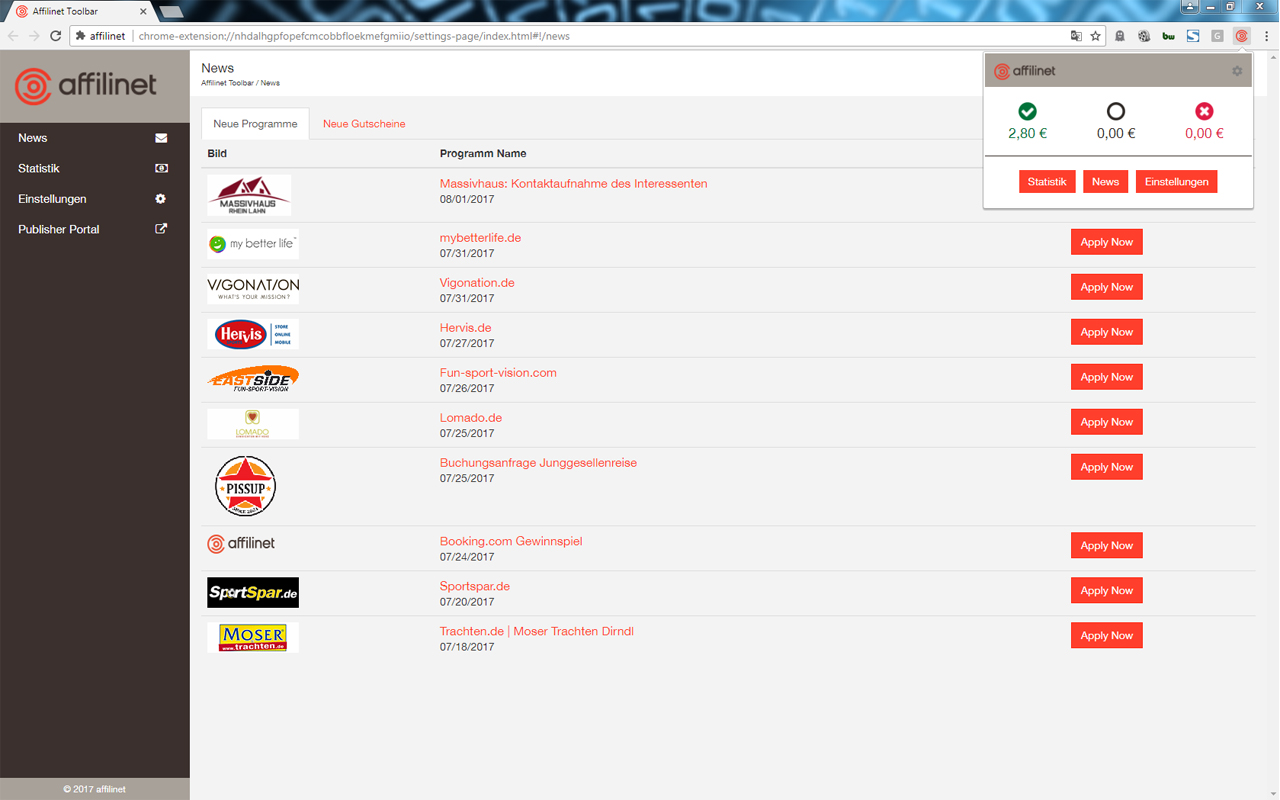 Affilinet Toolbar
affilinet
chrome-extension://nhdalhgpfopefcmcobbfloekmefgmiio/settings-page/index.html#!/news
bw
S
G
affilinet
News
Statistik
Einstellungen
Publisher Portal
© 2017 affilinet
News
Affilinet Toolbar / News
Neue Programme
Neue Gutscheine
Bild
Programm Name
MASSIVHAUS
RHEIN LAHN
Massivhaus: Kontaktaufnahme des Interessenten
08/01/2017
my better life
mybetterlife.de
07/31/2017
Apply Now
VIGONATION
WHAT'S YOUR MISSION?
Vigonation.de
07/31/2017
Apply Now
HERVIS
STORE
ONLINE
MOBILE
Hervis.de
07/27/2017
Apply Now
EASTSIDE
FUN-SPORT-VISION
Fun-sport-vision.com
07/26/2017
Apply Now
LOMADO
Lomado.de
07/25/2017
Apply Now
PISSUP
Buchungsanfrage Junggesellenreise
07/25/2017
Apply Now
affilinet
Booking.com Gewinnspiel
07/24/2017
Apply Now
SportSpar.de
Sportspar.de
07/20/2017
Apply Now
MOSER
www.trachten.de
Trachten.de | Moser Trachten Dirndl
07/18/2017
Apply Now
affilinet
2,80 €
0,00 €
0,00 €
Statistik
News
Einstellungen